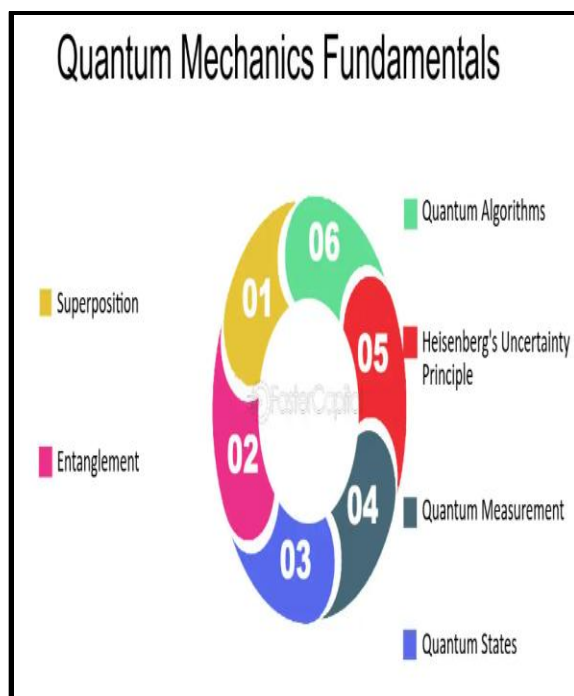 Quantum Mechanics Fundamentals
Quantum Algorithms
06
01
Superposition
05
Heisenberg's Uncertainty
Principle
02
Entanglement
04
Quantum Measurement
03
Quantum States